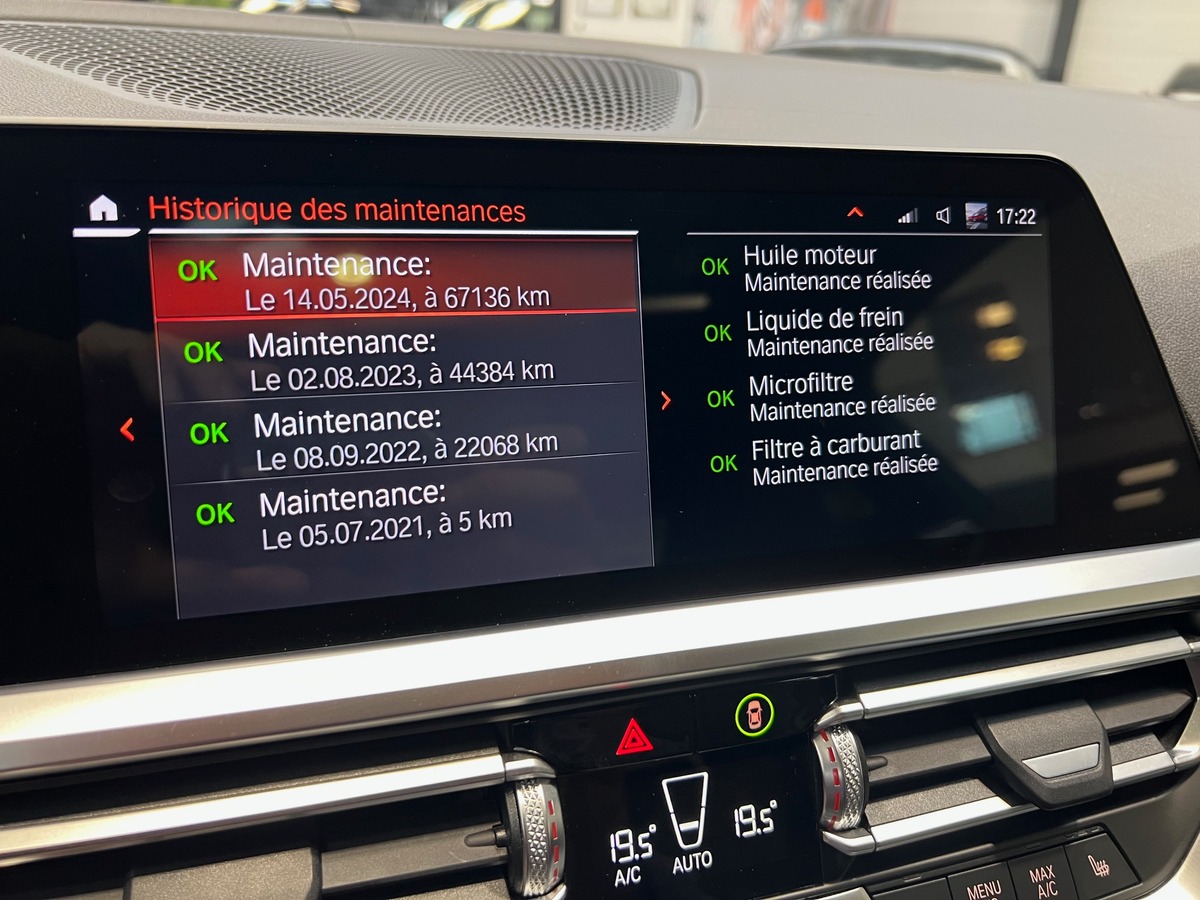 Historique des maintenances
17:22
OK Maintenance:
Le 14.05.2024, à 67136 km
OK Maintenance:
Le 02.08.2023, à 44384 km
OK Maintenance:
Le 08.09.2022, à 22068 km
OK Maintenance:
Le 05.07.2021, à 5 km
OK Huile moteur
Maintenance réalisée
OK Liquide de frein
Maintenance réalisée
OK Microfiltre
Maintenance réalisée
OK Filtre à carburant
Maintenance réalisée
19.5°
A/C
AUTO
19.5°
MENU
MAX
A/C